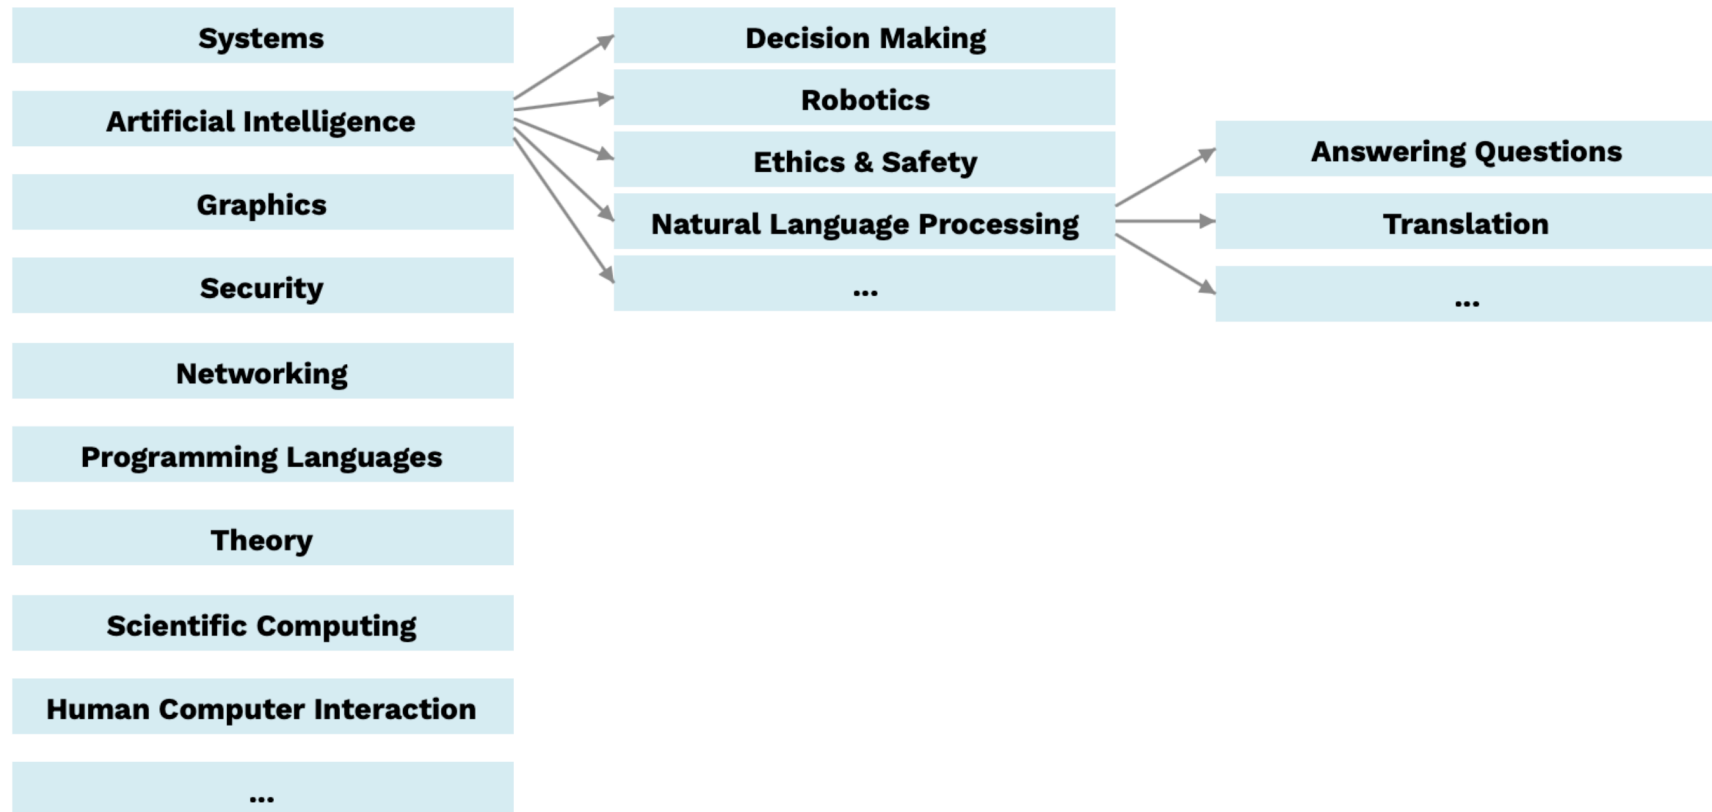 Systems
Artificial Intelligence
Graphics
Security
Networking
Programming Languages
Theory
Scientific Computing
Human Computer Interaction
...
Decision Making
Robotics
Ethics & Safety
Natural Language Processing
...
Answering Questions
Translation
...